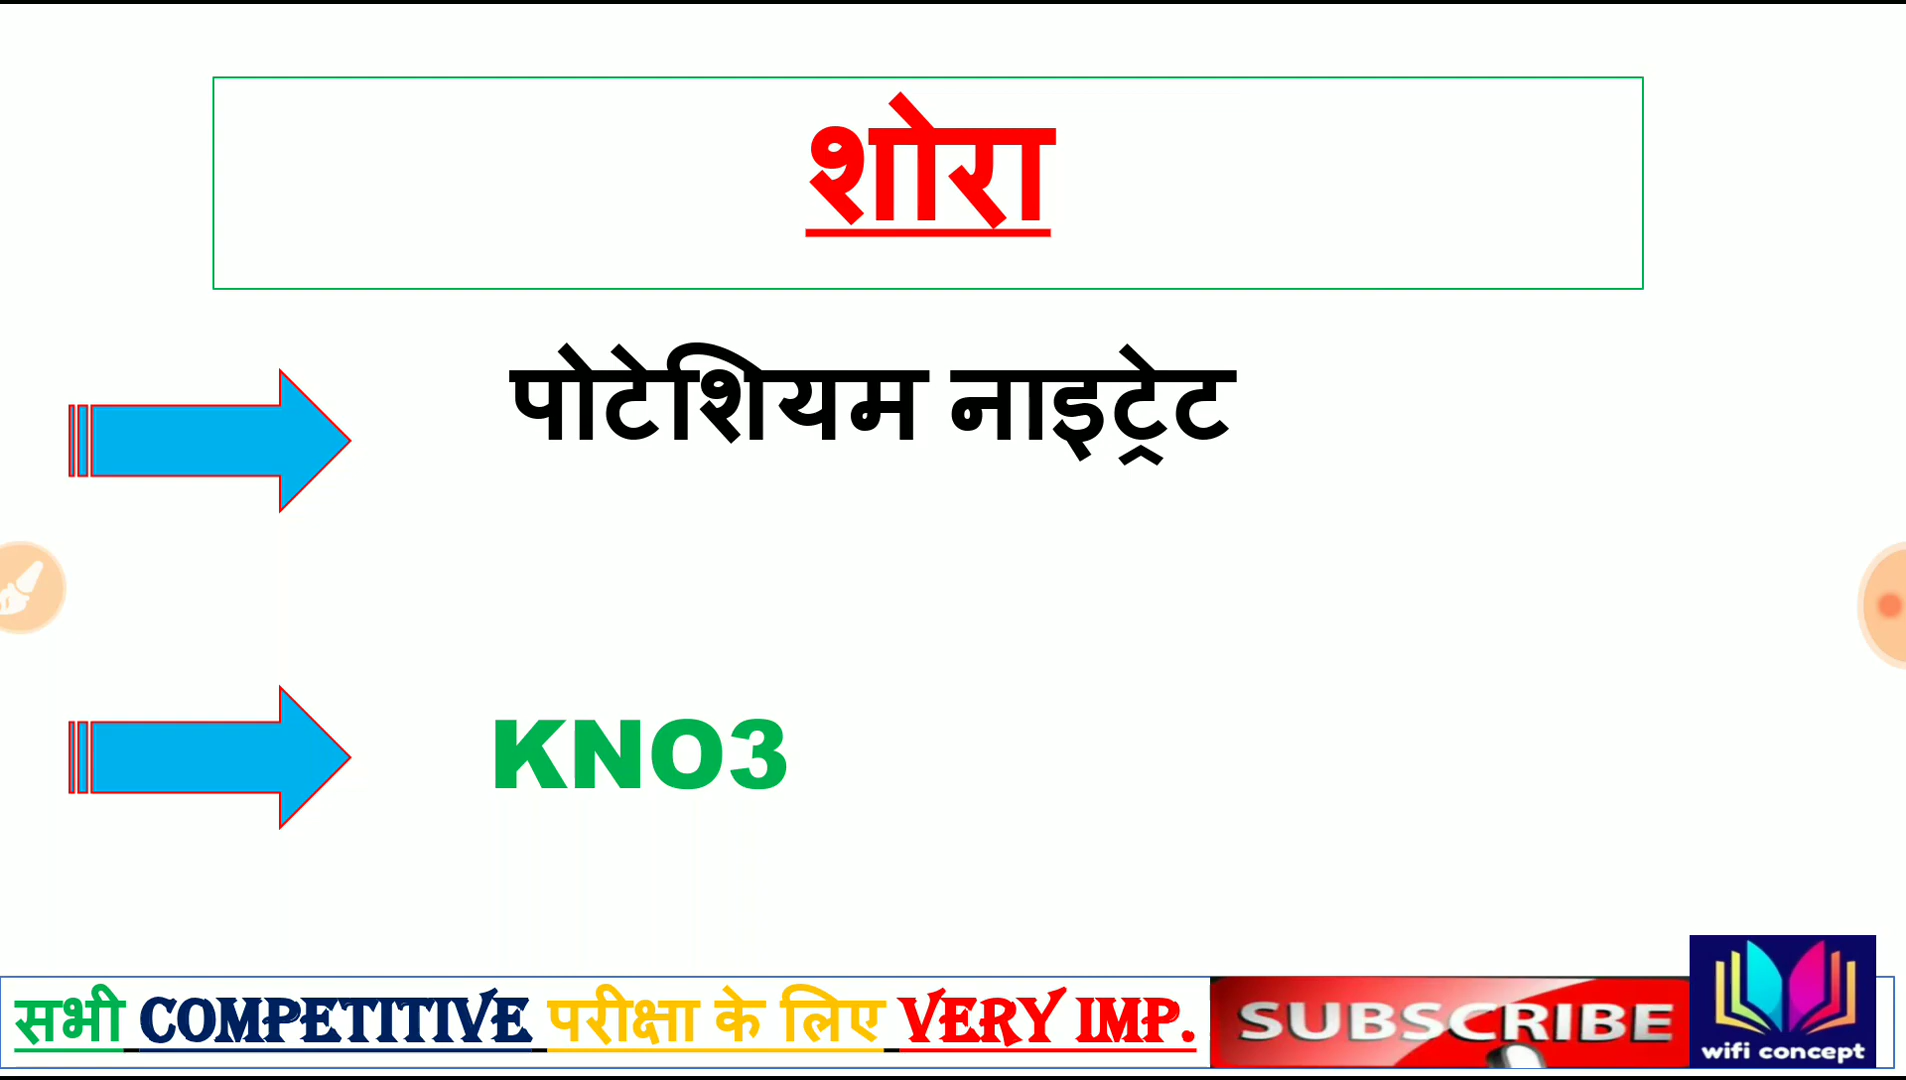 शोरा
पोटेशियम नाइट्रेट
KNO3
सभी COMPETITIVE परीक्षा के लिए VERY IMP.
SUBSCRIBE
wifi concept